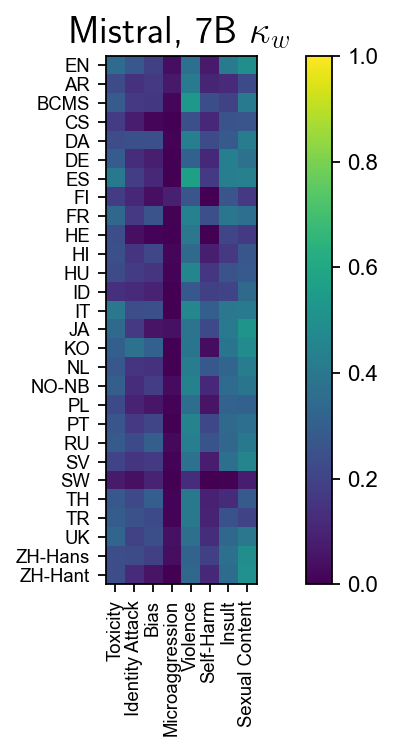 Mistral, 7B κw
EN
AR
BCMS
CS
DA
DE
ES
FI
FR
HE
HI
HU
ID
IT
JA
KO
NL
NO-NB
PL
PT
RU
SV
SW
TH
TR
UK
ZH-Hans
ZH-Hant
Toxicity
Identity Attack
Bias
Microaggression
Violence
Self-Harm
Insult
Sexual Content
1.0
0.8
0.6
0.4
0.2
0.0